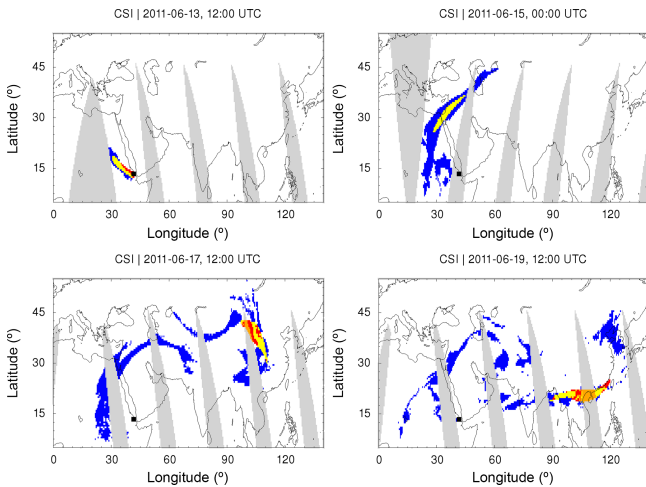 CSI | 2011-06-13, 12:00 UTC
CSI | 2011-06-15, 00:00 UTC
Latitude (º)
45
30
15
0 30 60 90 120
Longitude (º)
Latitude (º)
45
30
15
0 30 60 90 120
Longitude (º)
CSI | 2011-06-17, 12:00 UTC
CSI | 2011-06-19, 12:00 UTC
Latitude (º)
45
30
15
0 30 60 90 120
Longitude (º)
Latitude (º)
45
30
15
0 30 60 90 120
Longitude (º)